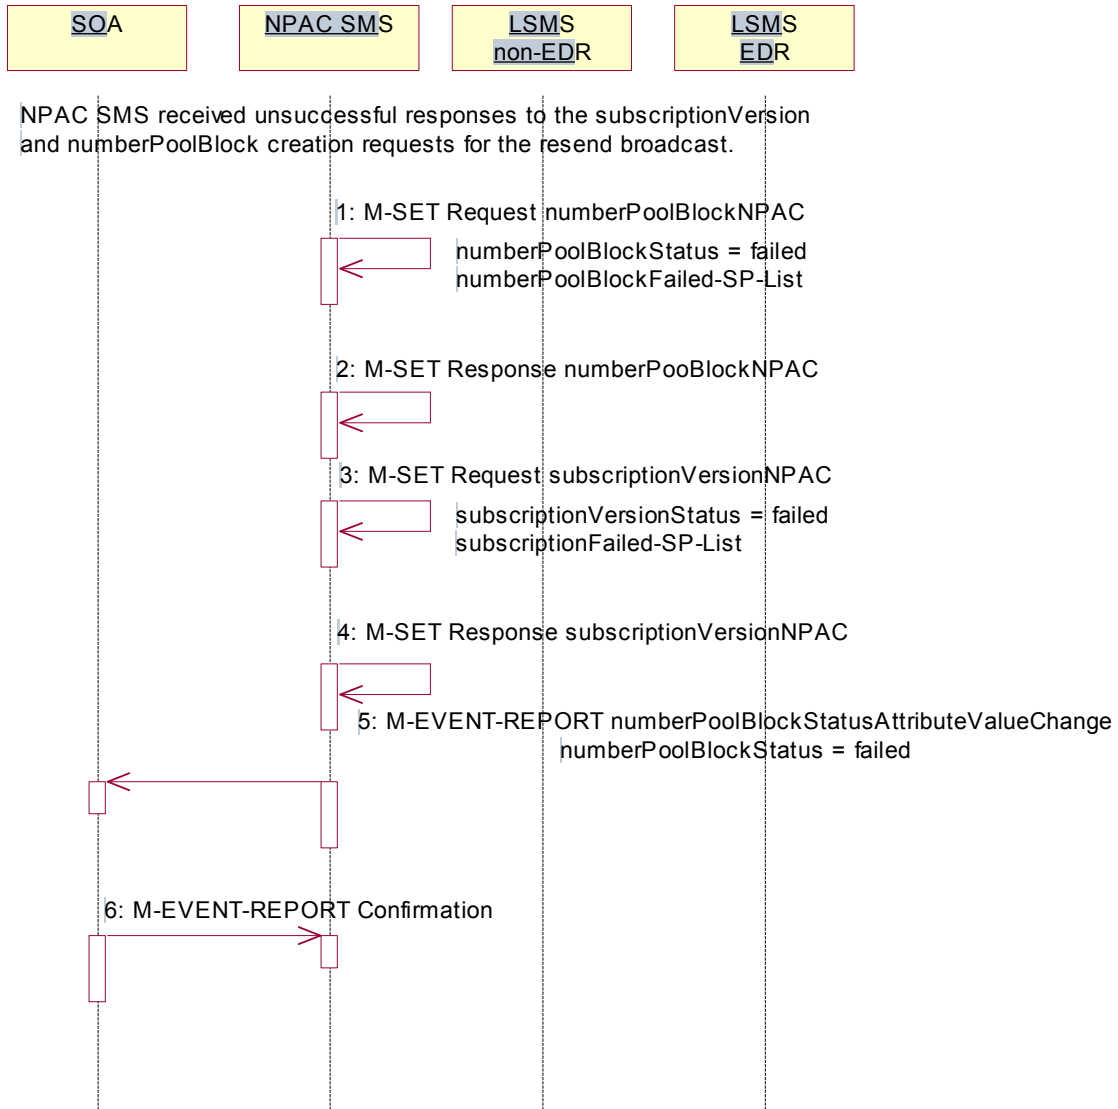 SOA
NPAC SMS
LSMS
non-EDR
LSMS
EDR
NPAC SMS received unsuccessful responses to the subscriptionVersion
and numberPoolBlock creation requests for the resend broadcast.
1: M-SET Request numberPoolBlockNPAC
numberPoolBlockStatus = failed
numberPoolBlockFailed-SP-List
2: M-SET Response numberPooBlockNPAC
3: M-SET Request subscriptionVersionNPAC
subscriptionVersionStatus = failed
subscriptionFailed-SP-List
4: M-SET Response subscriptionVersionNPAC
5: M-EVENT-REPORT numberPoolBlockStatusAttributeValueChange
numberPoolBlockStatus = failed
6: M-EVENT-REPORT Confirmation